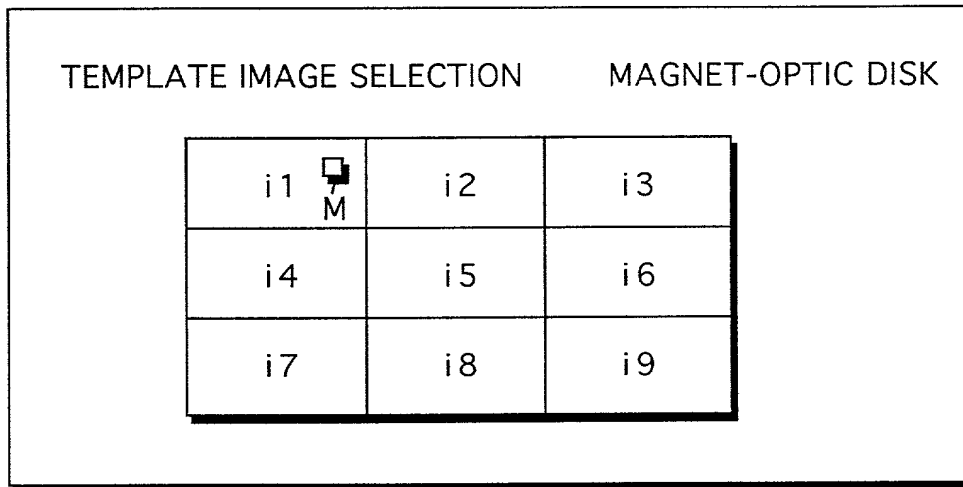 TEMPLATE IMAGE SELECTION MAGNET-OPTIC DISK
i1 M i2 i3
i4 i5 i6
i7 i8 i9